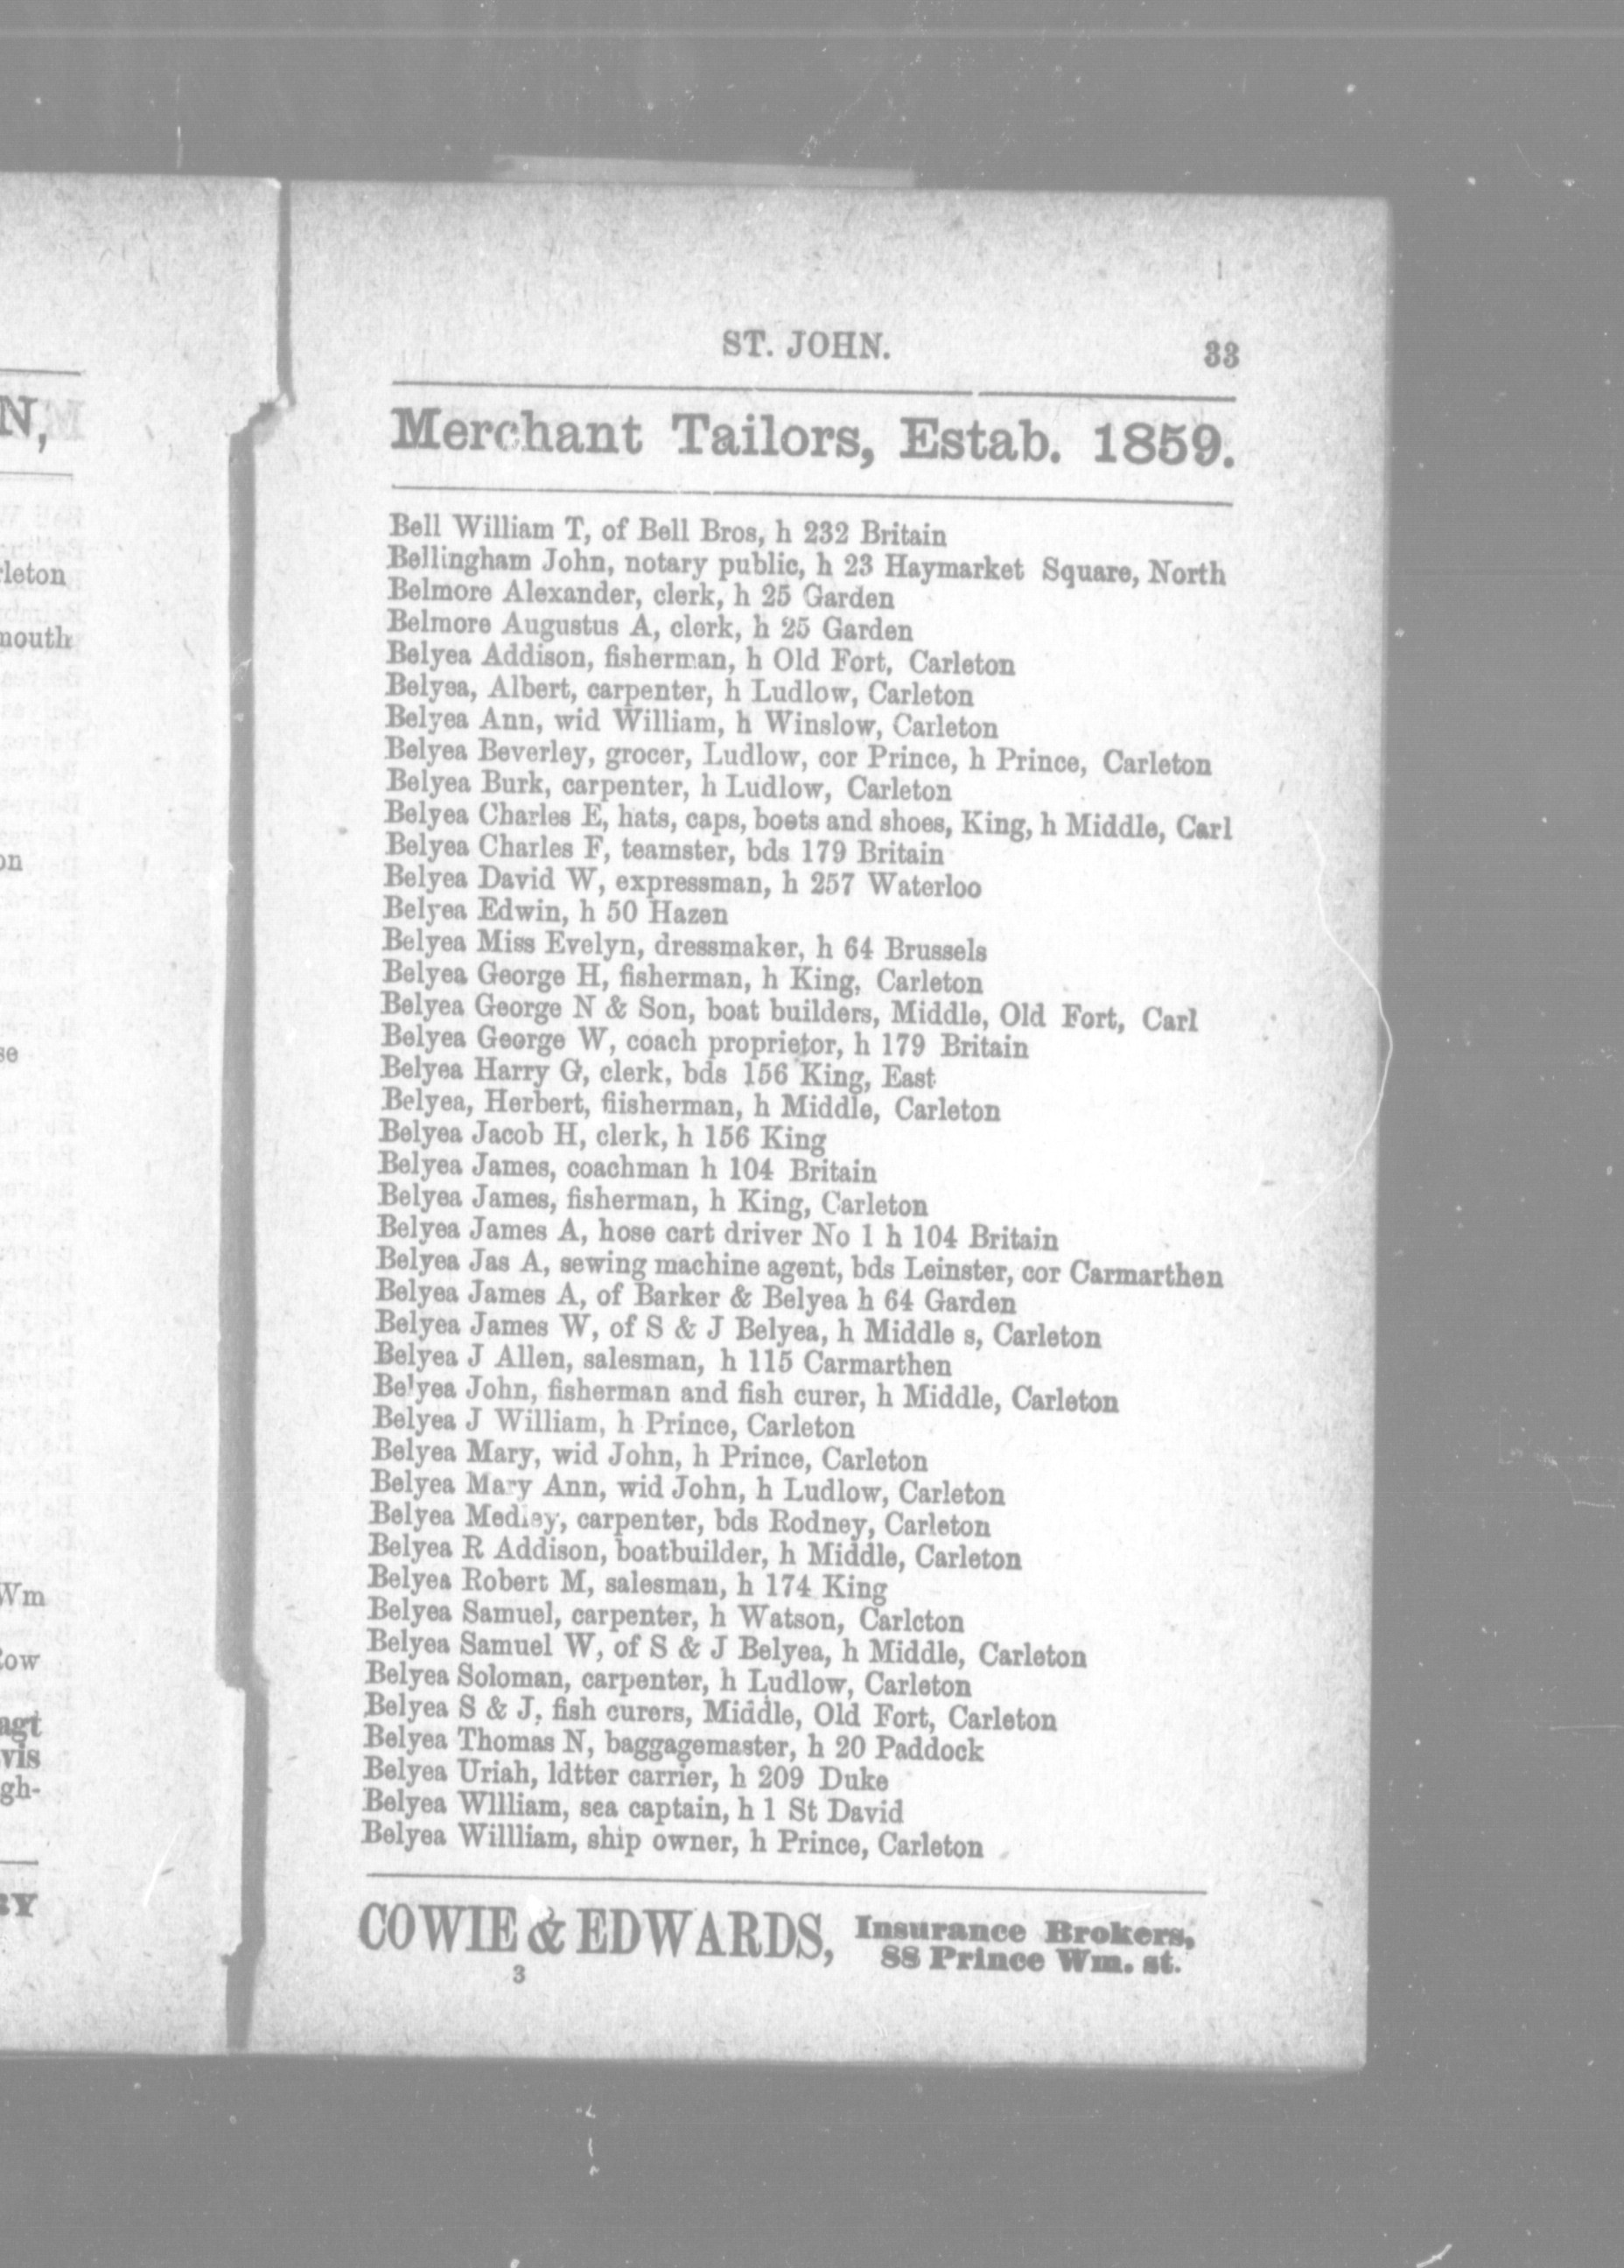 ST. JOHN. 33
Merchant Tailors, Estab. 1859.
Bell William T, of Bell Bros, h 232 Britain
Bellingham John, notary public, h 23 Haymarket Square, North
Belmore Alexander, clerk, h 25 Garden
Belmore Augustus A, clerk, h 25 Garden
Belyea Addison, fisherman, h Old Fort, Carleton
Belyea, Albert, carpenter, h Ludlow, Carleton
Belyea Ann, wid William, h Winslow, Carleton
Belyea Beverley, grocer, Ludlow, cor Prince, h Prince, Carleton
Belyea Burk, carpenter, h Ludlow, Carleton
Belyea Charles E, hats, caps, boots and shoes, King, h Middle, Carl
Belyea Charles F, teamster, bds 179 Britain
Belyea David W, expressman, h 257 Waterloo
Belyea Edwin, h 50 Hazen
Belyea Miss Evelyn, dressmaker, h 64 Brussels
Belyea George H, fisherman, h King, Carleton
Belyea George N & Son, boat builders, Middle, Old Fort, Carl
Belyea George W, coach proprietor, h 179 Britain
Belyea Harry G, clerk, bds 156 King, East
Belyea, Herbert, fiisherman, h Middle, Carleton
Belyea Jacob H, clerk, h 156 King
Belyea James, coachman h 104 Britain
Belyea James, fisherman, h King, Carleton
Belyea James A, hose cart driver No 1 h 104 Britain
Belyea Jas A, sewing machine agent, bds Leinster, cor Carmarthen
Belyea James A, of Barker & Belyea h 64 Garden
Belyea James W, of S & J Belyea, h Middle s, Carleton
Belyea J Allen, salesman, h 115 Carmarthen
Belyea John, fisherman and fish curer, h Middle, Carleton
Belyea J William, h Prince, Carleton
Belyea Mary, wid John, h Prince, Carleton
Belyea Mary Ann, wid John, h Ludlow, Carleton
Belyea Medley, carpenter, bds Rodney, Carleton
Belyea R Addison, boatbuilder, h Middle, Carleton
Belyea Robert M, salesman, h 174 King
Belyea Samuel, carpenter, h Watson, Carlcton
Belyea Samuel W, of S & J Belyea, h Middle, Carleton
Belyea Soloman, carpenter, h Ludlow, Carleton
Belyea S & J, fish curers, Middle, Old Fort, Carleton
Belyea Thomas N, baggagemaster, h 20 Paddock
Belyea Uriah, ldtter carrier, h 209 Duke
Belyea Wllliam, sea captain, h 1 St David
Belyea Willliam, ship owner, h Prince, Carleton
COWIE & EDWARDS, Insurance Brokers,
88 Prince Wm. st.
3